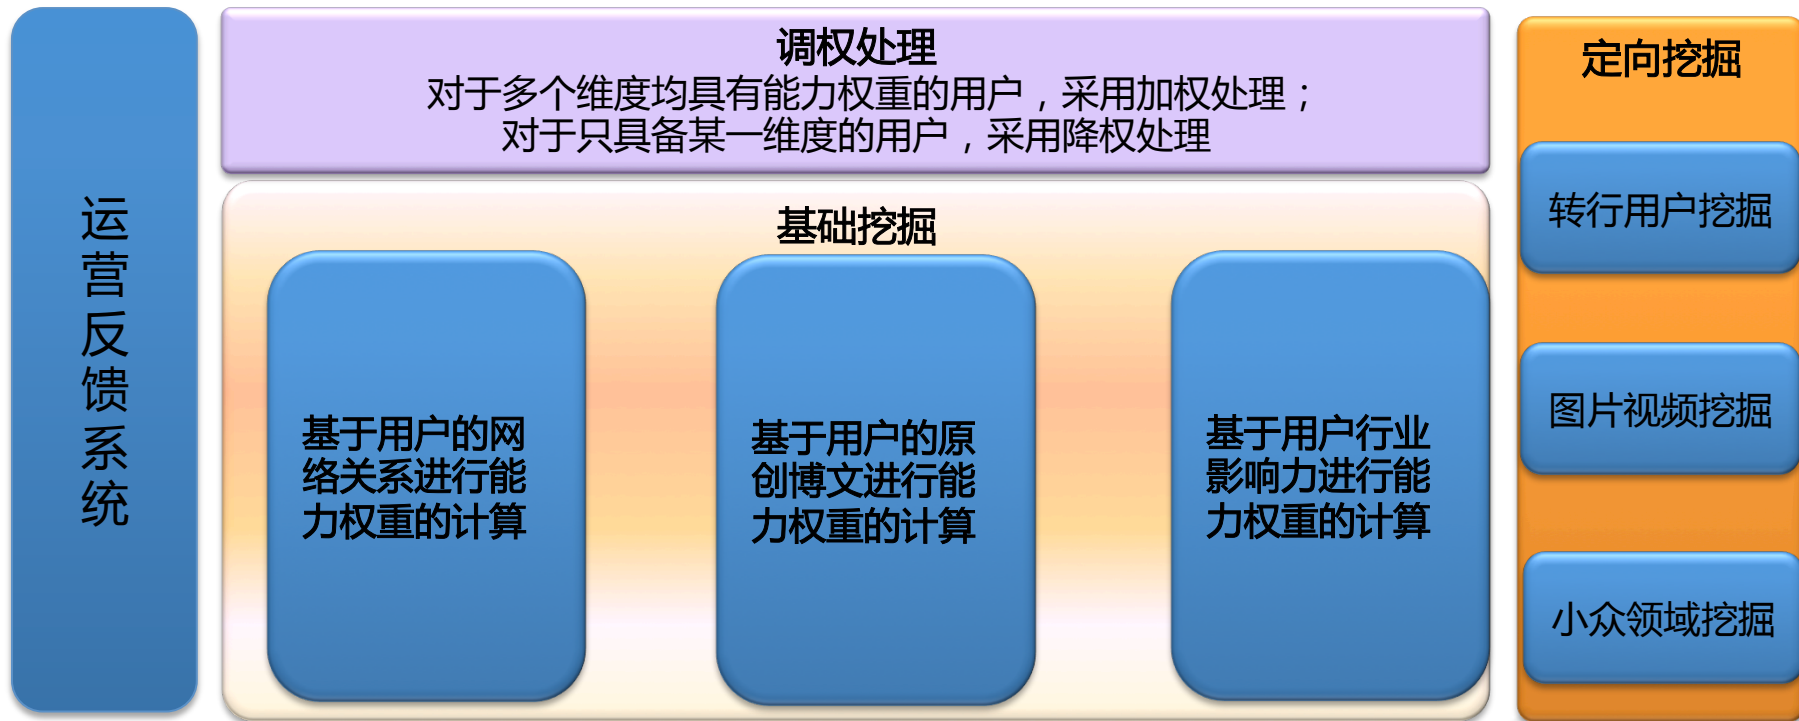 运
营
反
馈
系
统
调权处理
对于多个维度均具有能力权重的用户，采用加权处理；
对于只具备某一维度的用户，采用降权处理
基础挖掘
基于用户的网
络关系进行能
力权重的计算
基于用户的原
创博文进行能
力权重的计算
基于用户行业
影响力进行能
力权重的计算
定向挖掘
转行用户挖掘
图片视频挖掘
小众领域挖掘